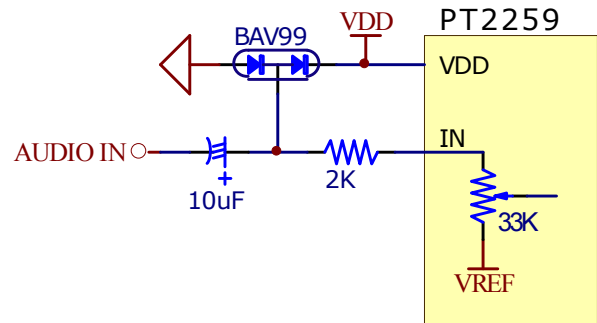 PT2259
VDD
BAV99
VDD
AUDIO IN
IN
+
10uF
2K
33K
VREF